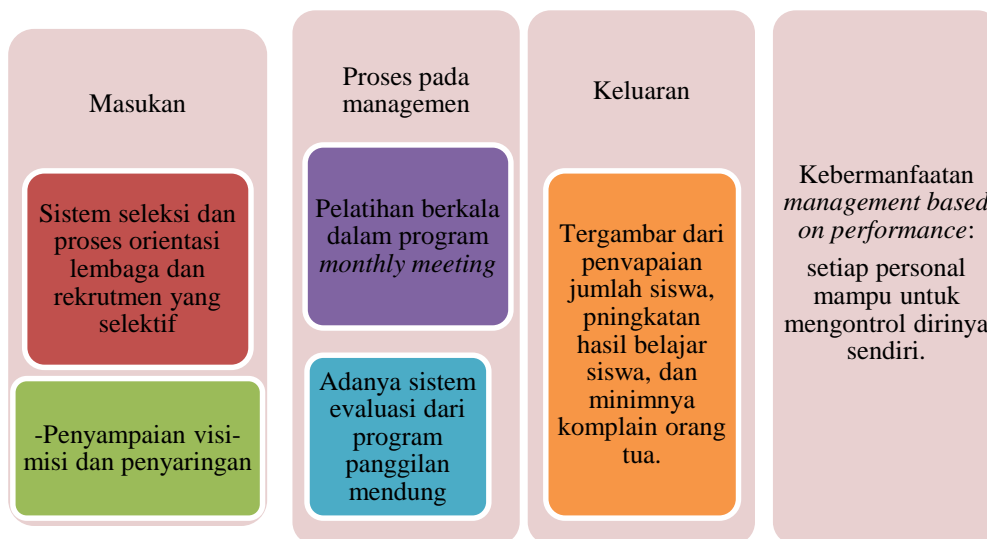 Masukan
Sistem seleksi dan
proses orientasi
lembaga dan
rekrutmen yang
selektif
-Penyampaian visi-
misi dan penyaringan
Proses pada
managemen
Pelatihan berkala
dalam program
monthly meeting
Adanya sistem
evaluasi dari
program
panggilan
mendung
Keluaran
Tergambar dari
penvapaian
jumlah siswa,
pningkatan
hasil belajar
siswa, dan
minimnya
komplain orang
tua.
Kebermanfaatan
management based
on performance:
setiap personal
mampu untuk
mengontrol dirinya
sendiri.